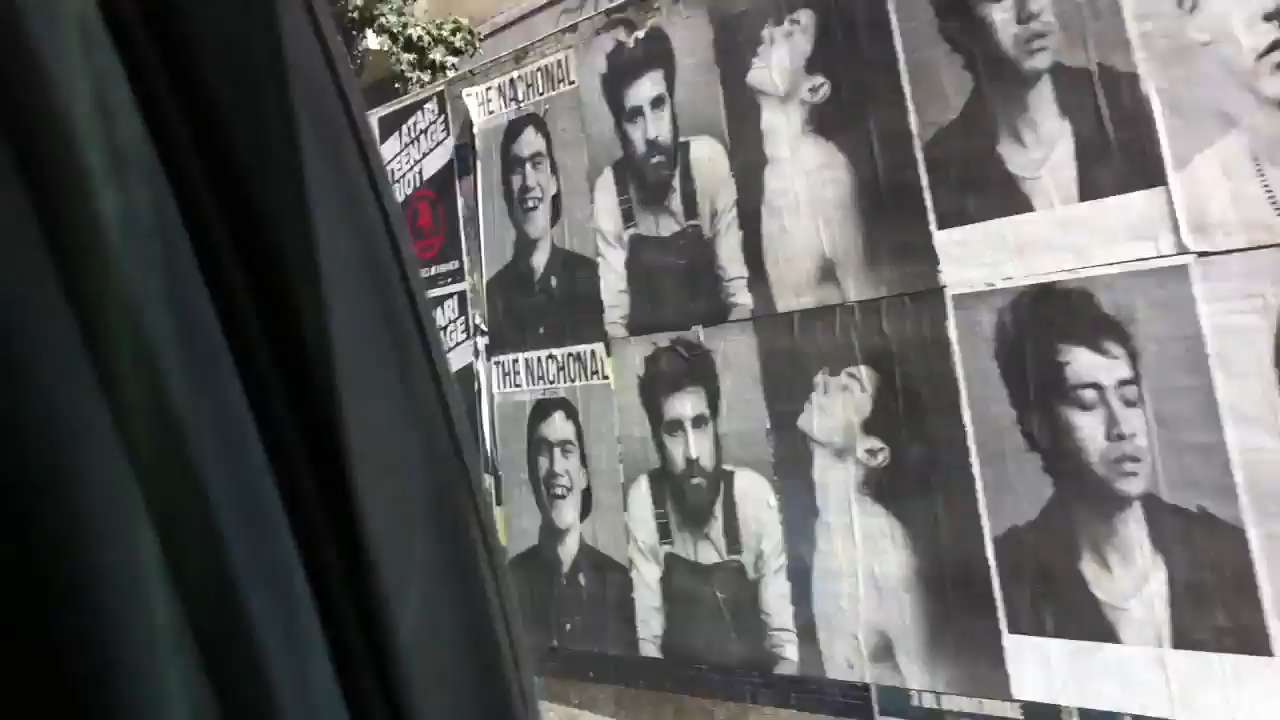 ATARI
TEENAGE
RIOT
THE NACHONAL
ARI
AGE
THE NACHONAL